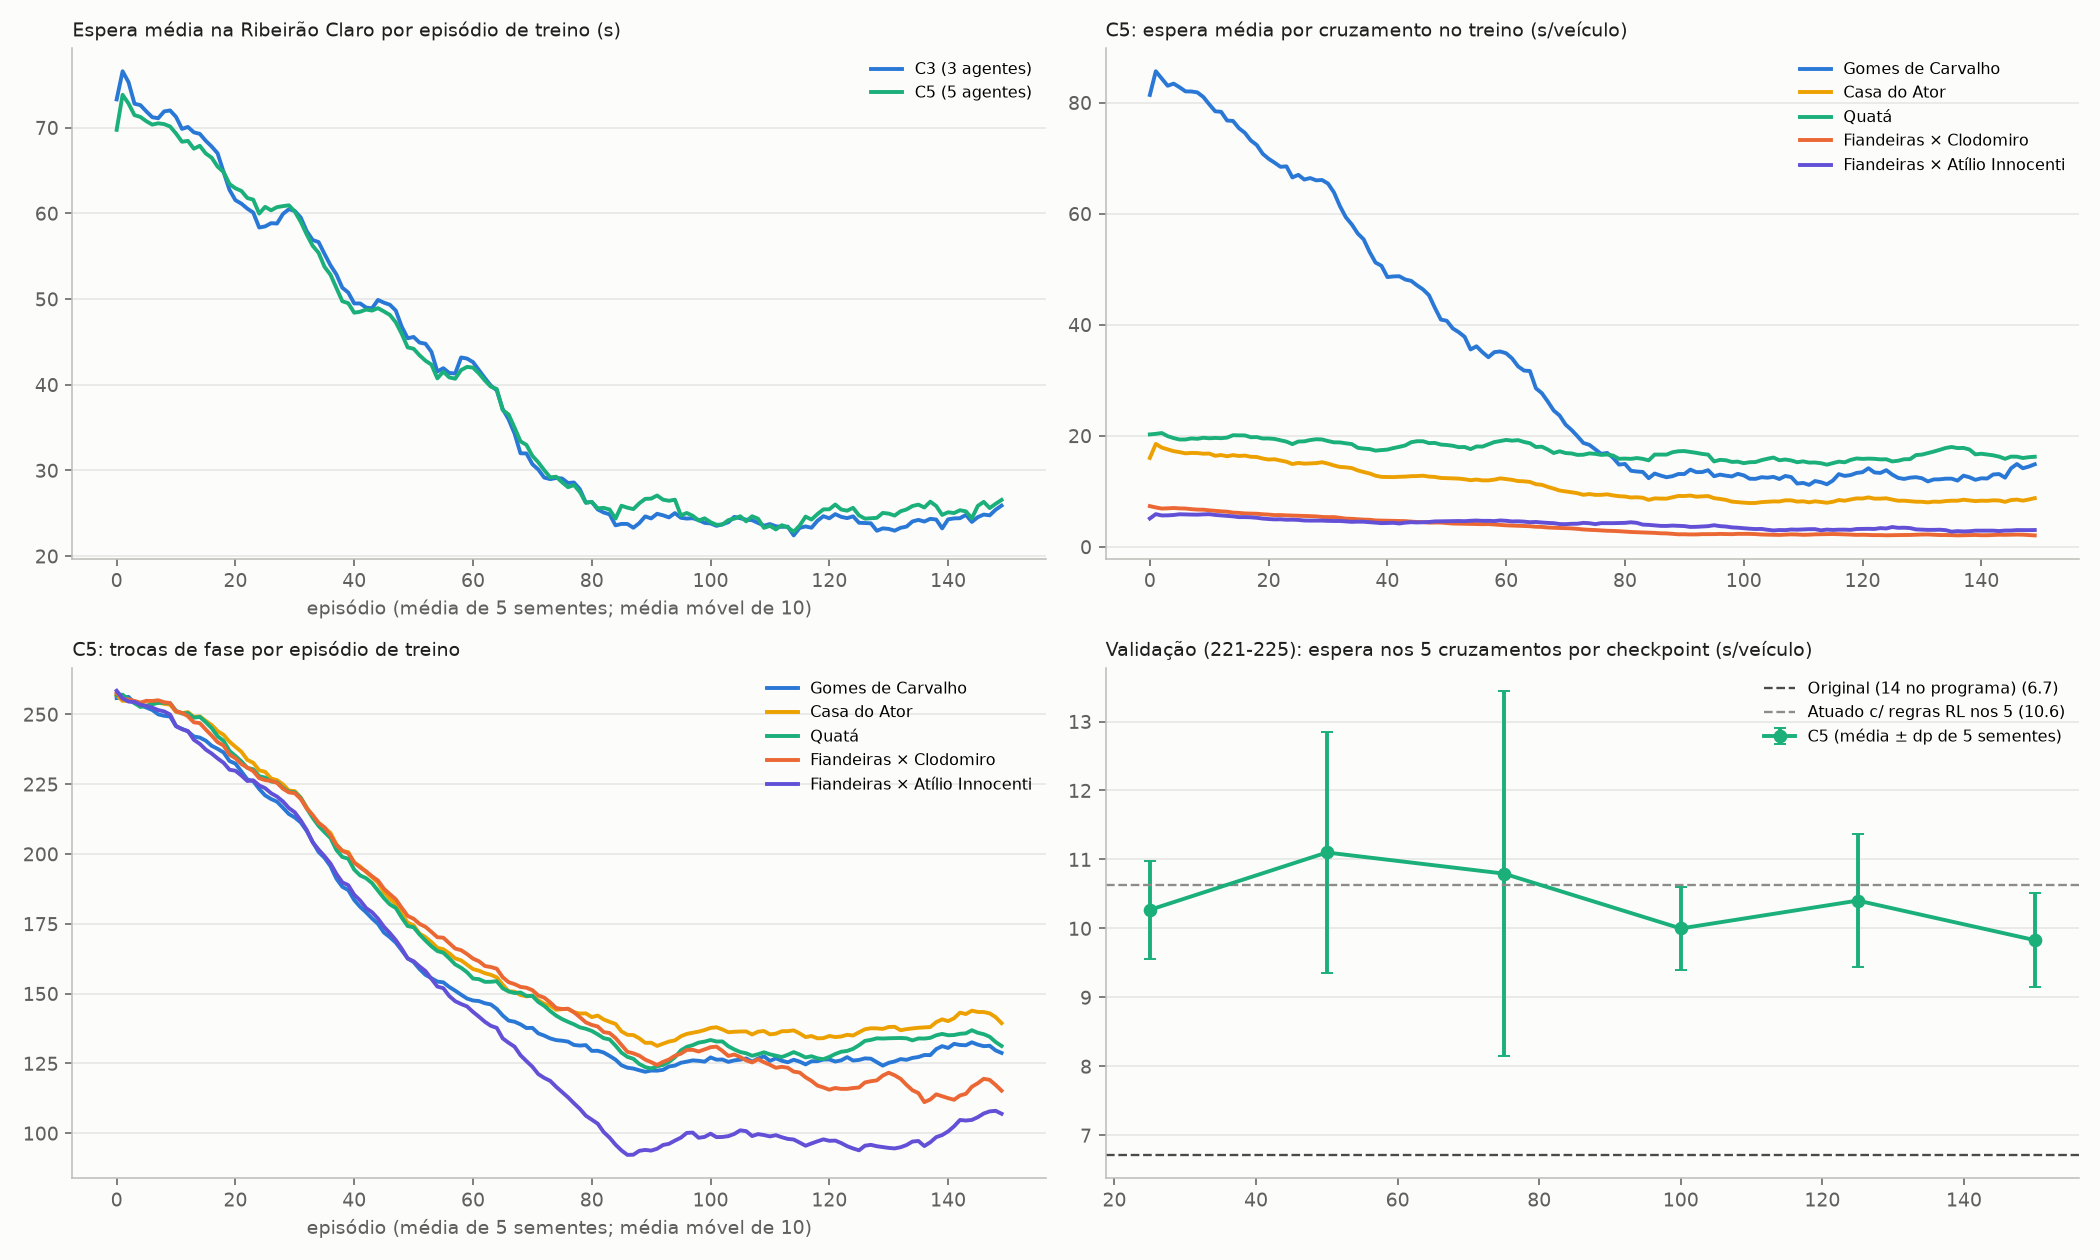 Espera média na Ribeirão Claro por episódio de treino (s)
C3 (3 agentes)
C5 (5 agentes)
70
60
50
40
30
20
0 20 40 60 80 100 120 140
episódio (média de 5 sementes; média móvel de 10)
C5: espera média por cruzamento no treino (s/veículo)
Gomes de Carvalho
Casa do Ator
Quatá
Fiandeiras × Clodomiro
Fiandeiras × Atílio Innocenti
80
60
40
20
0
0 20 40 60 80 100 120 140
C5: trocas de fase por episódio de treino
Gomes de Carvalho
Casa do Ator
Quatá
Fiandeiras × Clodomiro
Fiandeiras × Atílio Innocenti
250
225
200
175
150
125
100
0 20 40 60 80 100 120 140
episódio (média de 5 sementes; média móvel de 10)
Validação (221-225): espera nos 5 cruzamentos por checkpoint (s/veículo)
Original (14 no programa) (6.7)
Atuado c/ regras RL nos 5 (10.6)
C5 (média ± dp de 5 sementes)
13
12
11
10
9
8
7
20 40 60 80 100 120 140